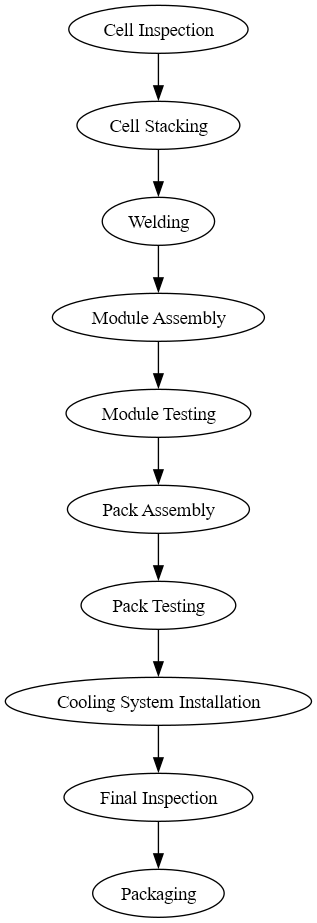 Cell Inspection
Cell Stacking
Welding
Module Assembly
Module Testing
Pack Assembly
Pack Testing
Cooling System Installation
Final Inspection
Packaging